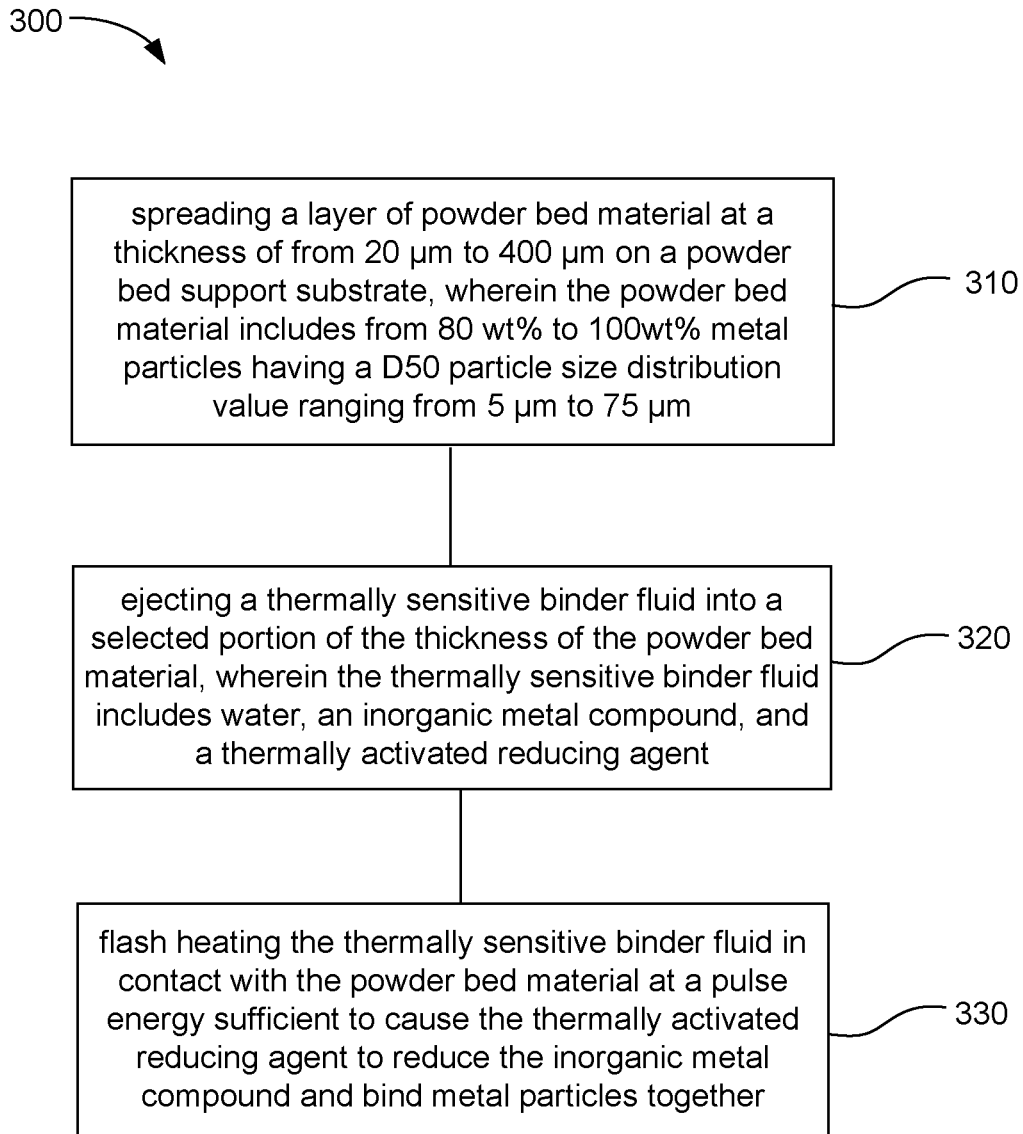 300
spreading a layer of powder bed material at a
thickness of from 20 µm to 400 µm on a powder
bed support substrate, wherein the powder bed
material includes from 80 wt% to 100wt% metal
particles having a D50 particle size distribution
value ranging from 5 µm to 75 µm
310
ejecting a thermally sensitive binder fluid into a
selected portion of the thickness of the powder bed
material, wherein the thermally sensitive binder fluid
includes water, an inorganic metal compound, and
a thermally activated reducing agent
320
flash heating the thermally sensitive binder fluid in
contact with the powder bed material at a pulse
energy sufficient to cause the thermally activated
reducing agent to reduce the inorganic metal
compound and bind metal particles together
330